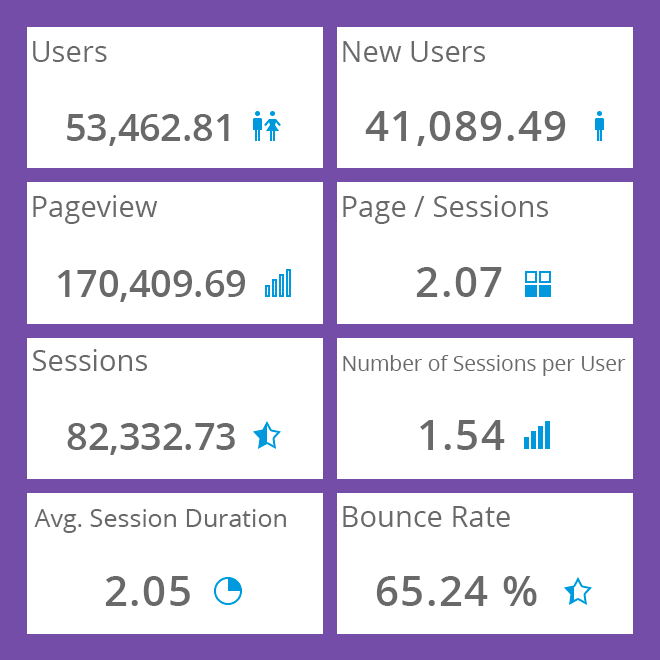 Users
53,462.81
New Users
41,089.49
Pageview
170,409.69
Page / Sessions
2.07
Sessions
82,332.73
Number of Sessions per User
1.54
Avg. Session Duration
2.05
Bounce Rate
65.24 %